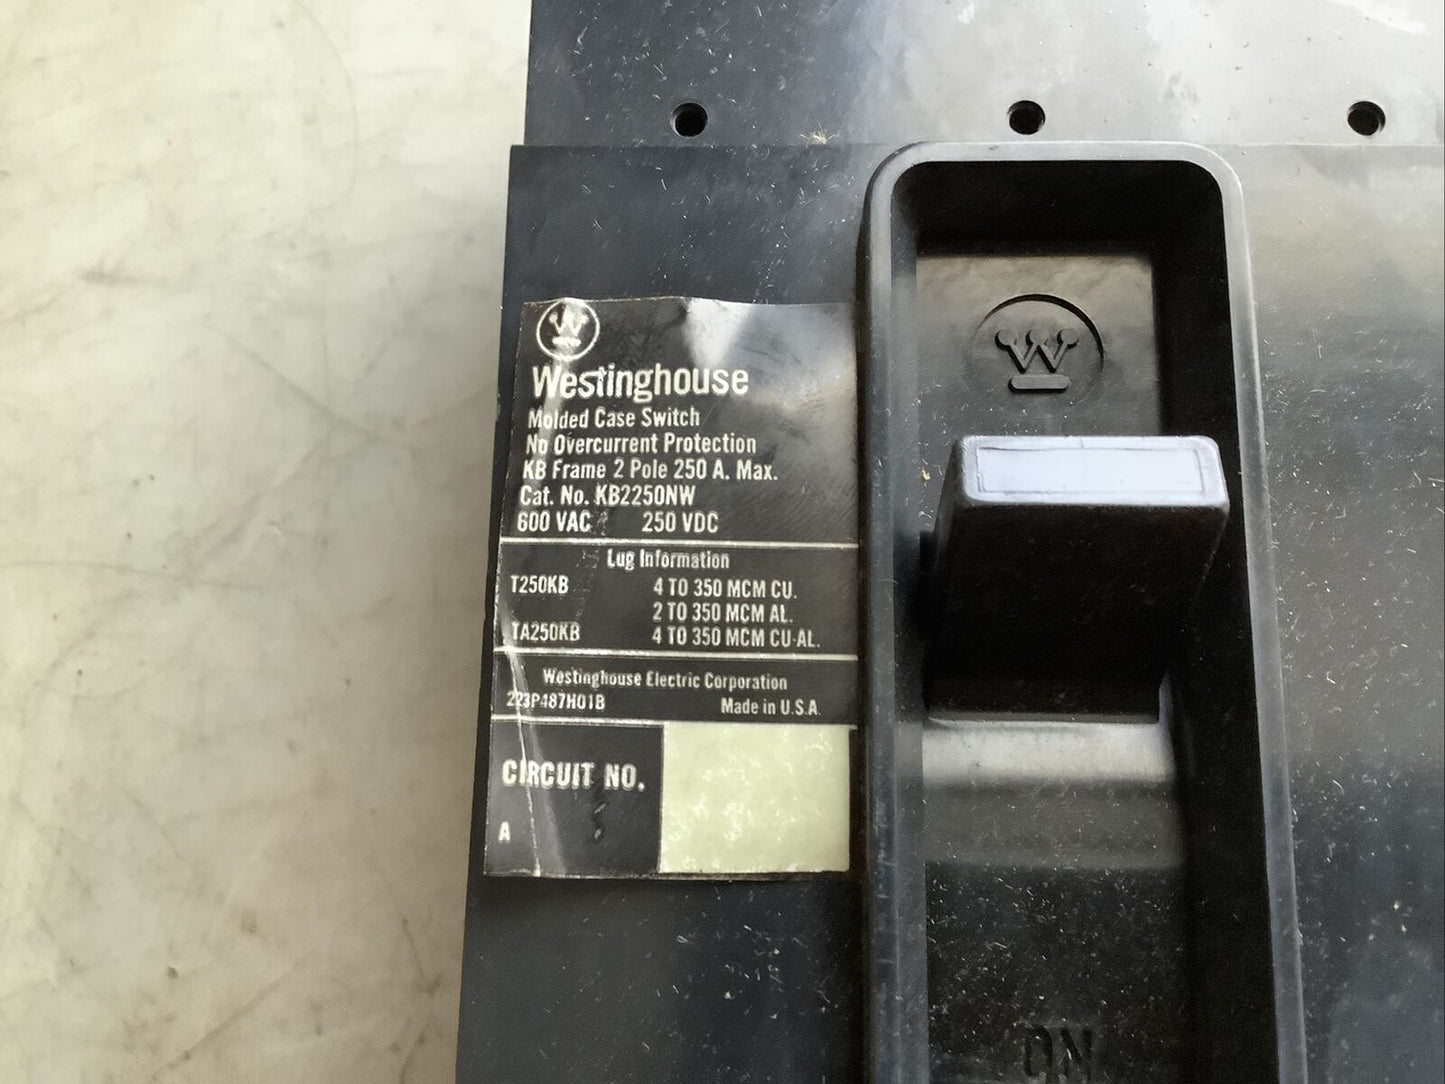 W
Westinghouse
Molded Case Switch
No Overcurrent Protection
KB Frame 2 Pole 250 A. Max.
Cat. No. KB2250NW
600 VAC 250 VDC
Lug Information
T250KB 4 TO 350 MCM CU.
2 TO 350 MCM AL.
TA250KB 4 TO 350 MCM CU-AL.
Westinghouse Electric Corporation
223P487H01B Made in U.S.A.
CIRCUIT NO.
A
W
ON